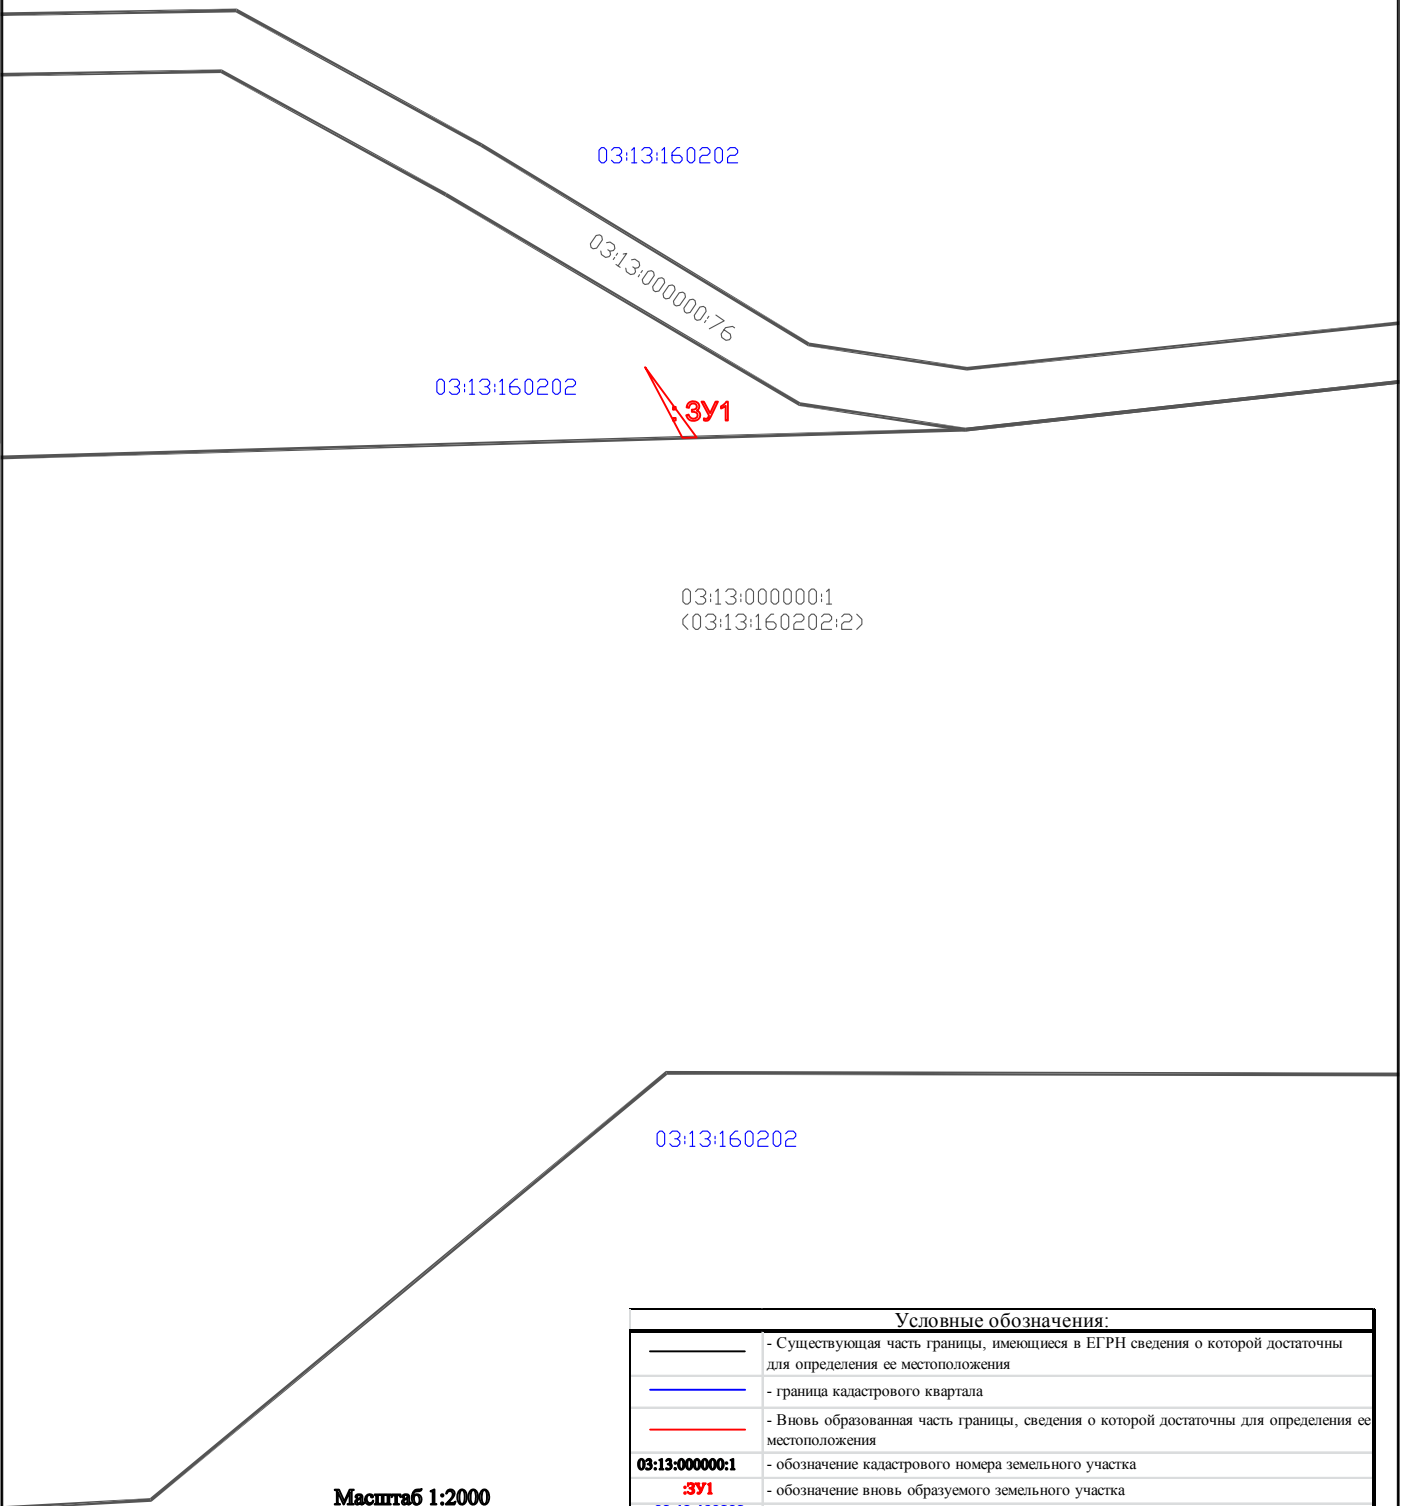 03:13:160202
03:13:000000:76
03:13:160202
:ЗУ1
03:13:000000:1
(03:13:160202:2)
03:13:160202
Условные обозначения:
- Существующая часть границы, имеющиеся в ЕГРН сведения о которой достаточны
для определения ее местоположения
- граница кадастрового квартала
- Вновь образованная часть границы, сведения о которой достаточны для определения ее
местоположения
03:13:000000:1 - обозначение кадастрового номера земельного участка
:ЗУ1 - обозначение вновь образуемого земельного участка
Масштаб 1:2000